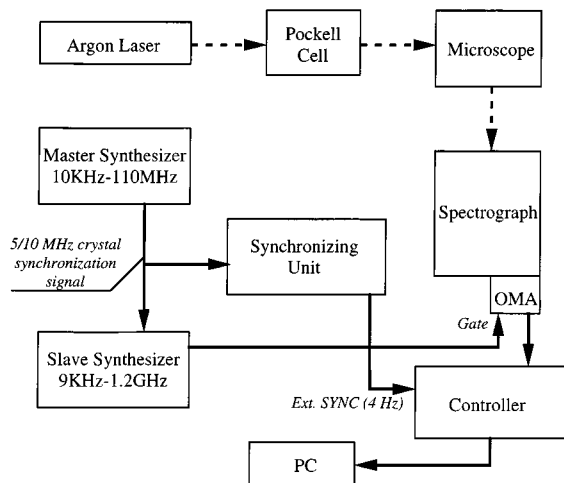 Argon Laser
Pockell
Cell
Microscope
Master Synthesizer
10KHz-110MHz
Spectrograph
5/10 MHz crystal
synchronization
signal
Synchronizing
Unit
OMA
Gate
Slave Synthesizer
9KHz-1.2GHz
Ext. SYNC (4 Hz)
Controller
PC